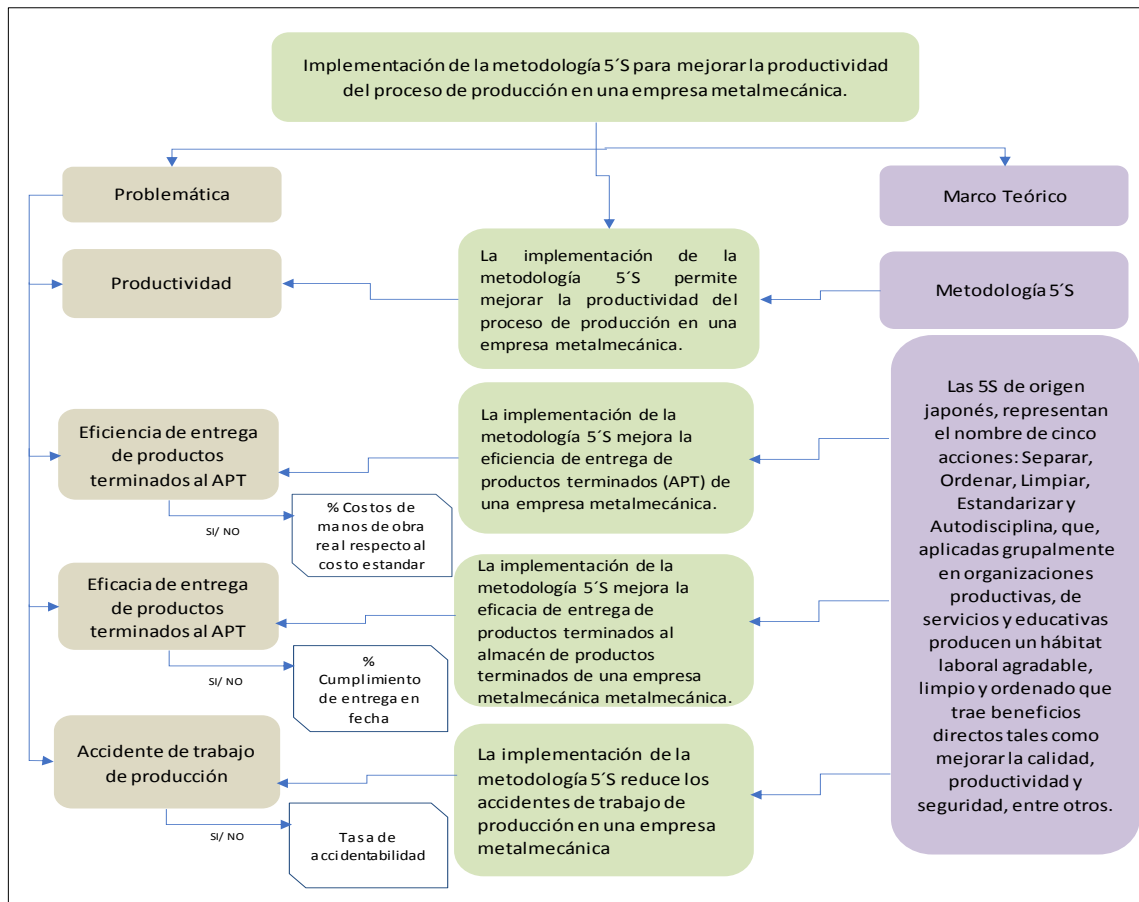 Implementación de la metodología 5´S para mejorar la productividad
del proceso de producción en una empresa metalmecánica.
Problemática
Marco Teórico
Productividad
La implementación de la
metodología 5´S permite
mejorar la productividad del
proceso de producción en una
empresa metalmecánica.
Metodología 5´S
Eficiencia de entrega
de productos
terminados al APT
SI/ NO
% Costos de
manos de obra
real respecto al
costo estandar
La implementación de la
metodología 5´S mejora la
eficiencia de entrega de
productos terminados (APT) de
una empresa metalmecánica.
Las 5S de origen
japonés, representan
el nombre de cinco
acciones: Separar,
Ordenar, Limpiar,
Estandarizar y
Autodisciplina, que,
aplicadas grupalmente
en organizaciones
productivas, de
servicios y educativas
producen un hábitat
laboral agradable,
limpio y ordenado que
trae beneficios
directos tales como
mejorar la calidad,
productividad y
seguridad, entre otros.
Eficacia de entrega
de productos
terminados al APT
SI/ NO
%
Cumplimiento
de entrega en
fecha
La implementación de la
metodología 5´S mejora la
eficacia de entrega de
productos terminados al
almacén de productos
terminados de una empresa
metalmecánica metalmecánica.
Accidente de trabajo
de producción
SI/ NO
Tasa de
accidentabilidad
La implementación de la
metodología 5´S reduce los
accidentes de trabajo de
producción en una empresa
metalmecánica